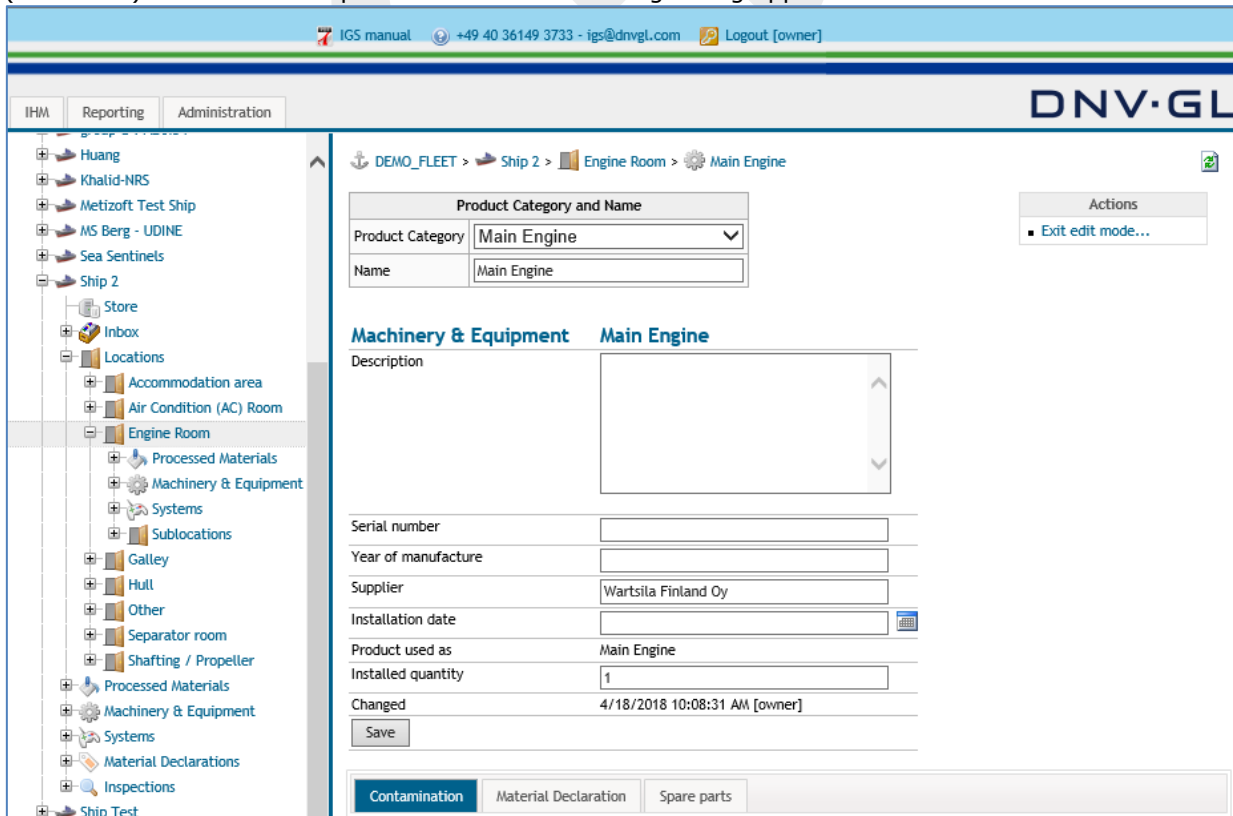 IGS manual +49 40 36149 3733 - igs@dnvgl.com Logout [owner]
DNV·GL
IHM Reporting Administration
Huang
Khalid-NRS
Metizoft Test Ship
MS Berg - UDINE
Sea Sentinels
Ship 2
Store
Inbox
Locations
Accommodation area
Air Condition (AC) Room
Engine Room
Processed Materials
Machinery & Equipment
Systems
Sublocations
Galley
Hull
Other
Separator room
Shafting / Propeller
Processed Materials
Machinery & Equipment
Systems
Material Declarations
Inspections
Ship Test
DEMO_FLEET > Ship 2 > Engine Room > Main Engine
Product Category and Name
Product Category Main Engine
Name Main Engine
Actions
Exit edit mode...
Machinery & Equipment Main Engine
Description
Serial number
Year of manufacture
Supplier Wartsila Finland Oy
Installation date
Product used as Main Engine
Installed quantity 1
Changed 4/18/2018 10:08:31 AM [owner]
Save
Contamination Material Declaration Spare parts